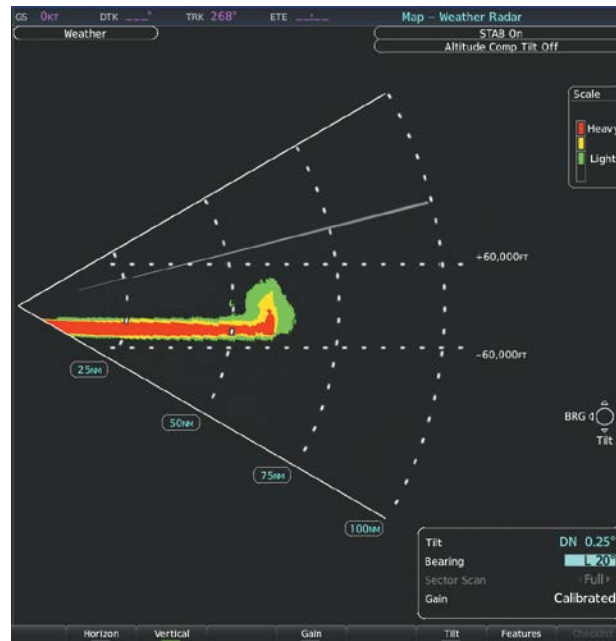 GS 0KT DTK ___° TRK 268° ETE __:__ Map – Weather Radar
Weather
STAB On
Altitude Comp Tilt Off
Scale
Heavy
Light
+60,000FT
-60,000FT
25NM
50NM
75NM
100NM
BRG
Tilt
Tilt DN 0.25°
Bearing L 20°
Sector Scan Full
Gain Calibrated
Horizon Vertical Gain Tilt Features